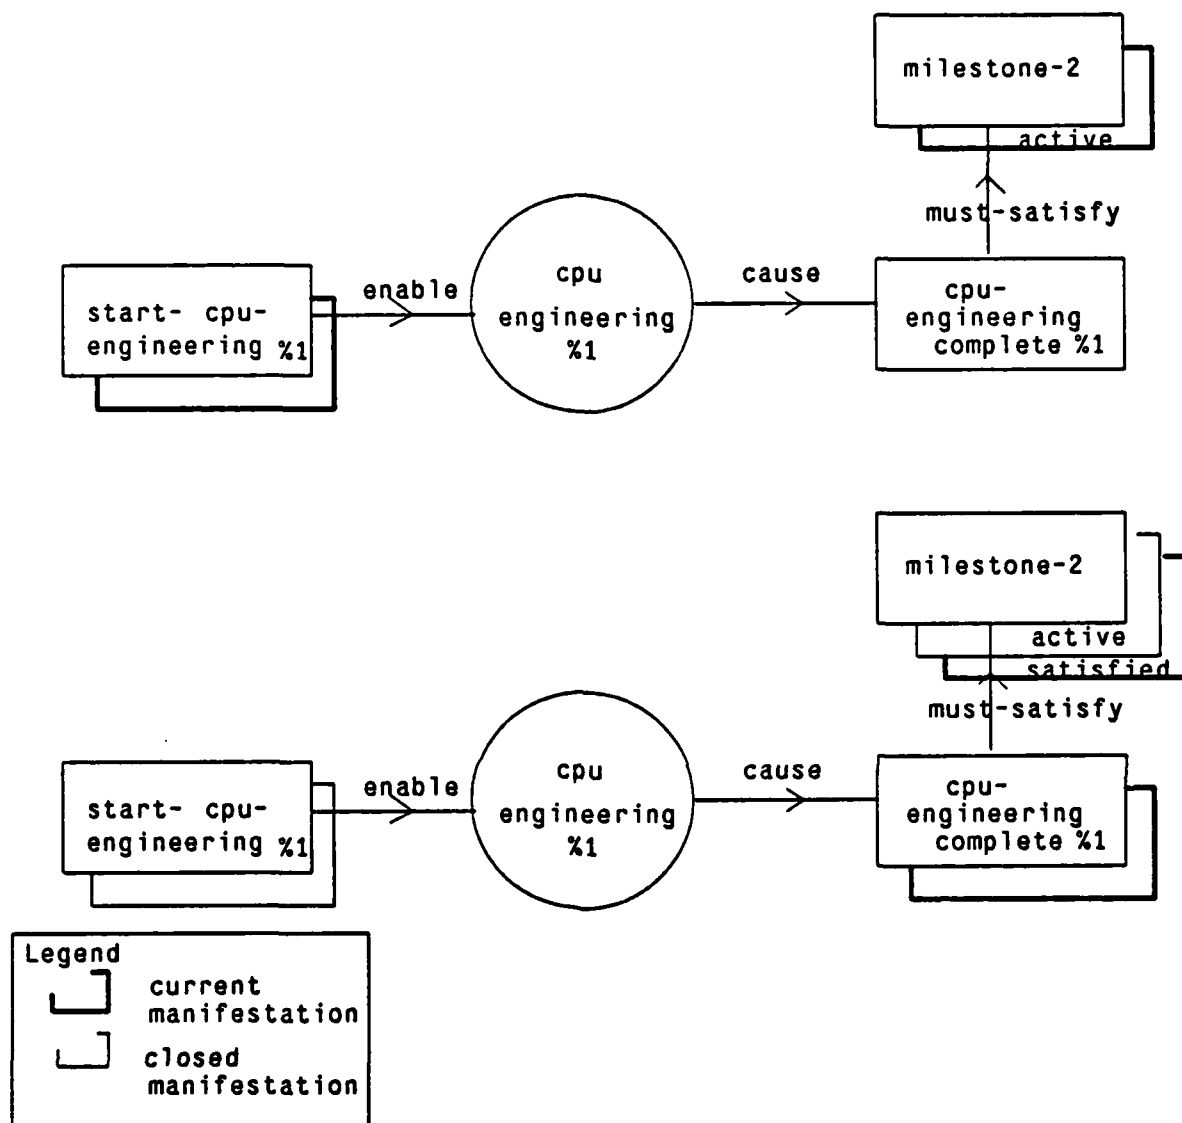 milestone-2
active
must-satisfy
enable
cpu
engineering
%1
cause
start- cpu-
engineering %1
cpu-
engineering
complete %1
milestone-2
active
satisfied
must-satisfy
enable
cpu
engineering
%1
cause
start- cpu-
engineering %1
cpu-
engineering
complete %1
Legend
current
manifestation
closed
manifestation